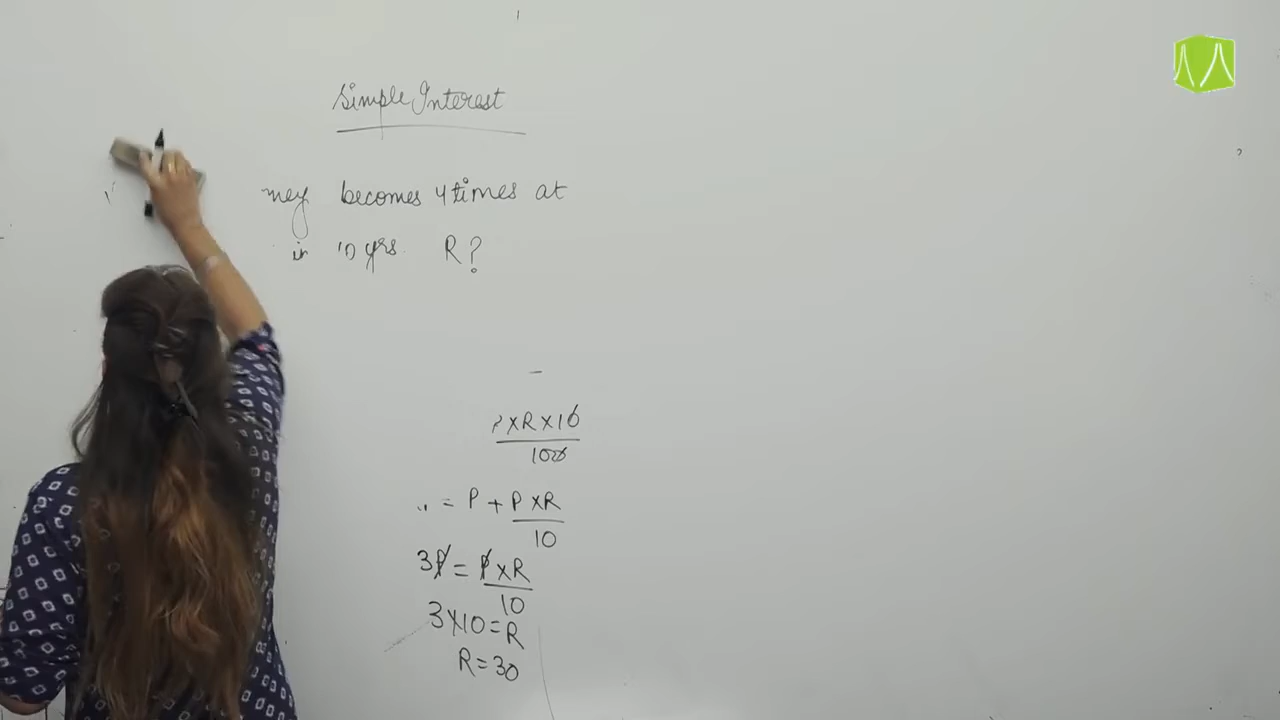 Simple Interest
ney becomes 4 times at
in 10 yrs. R?
×R×10
100
= P + P×R
10
3P = P×R
10
3×10=R
R=30